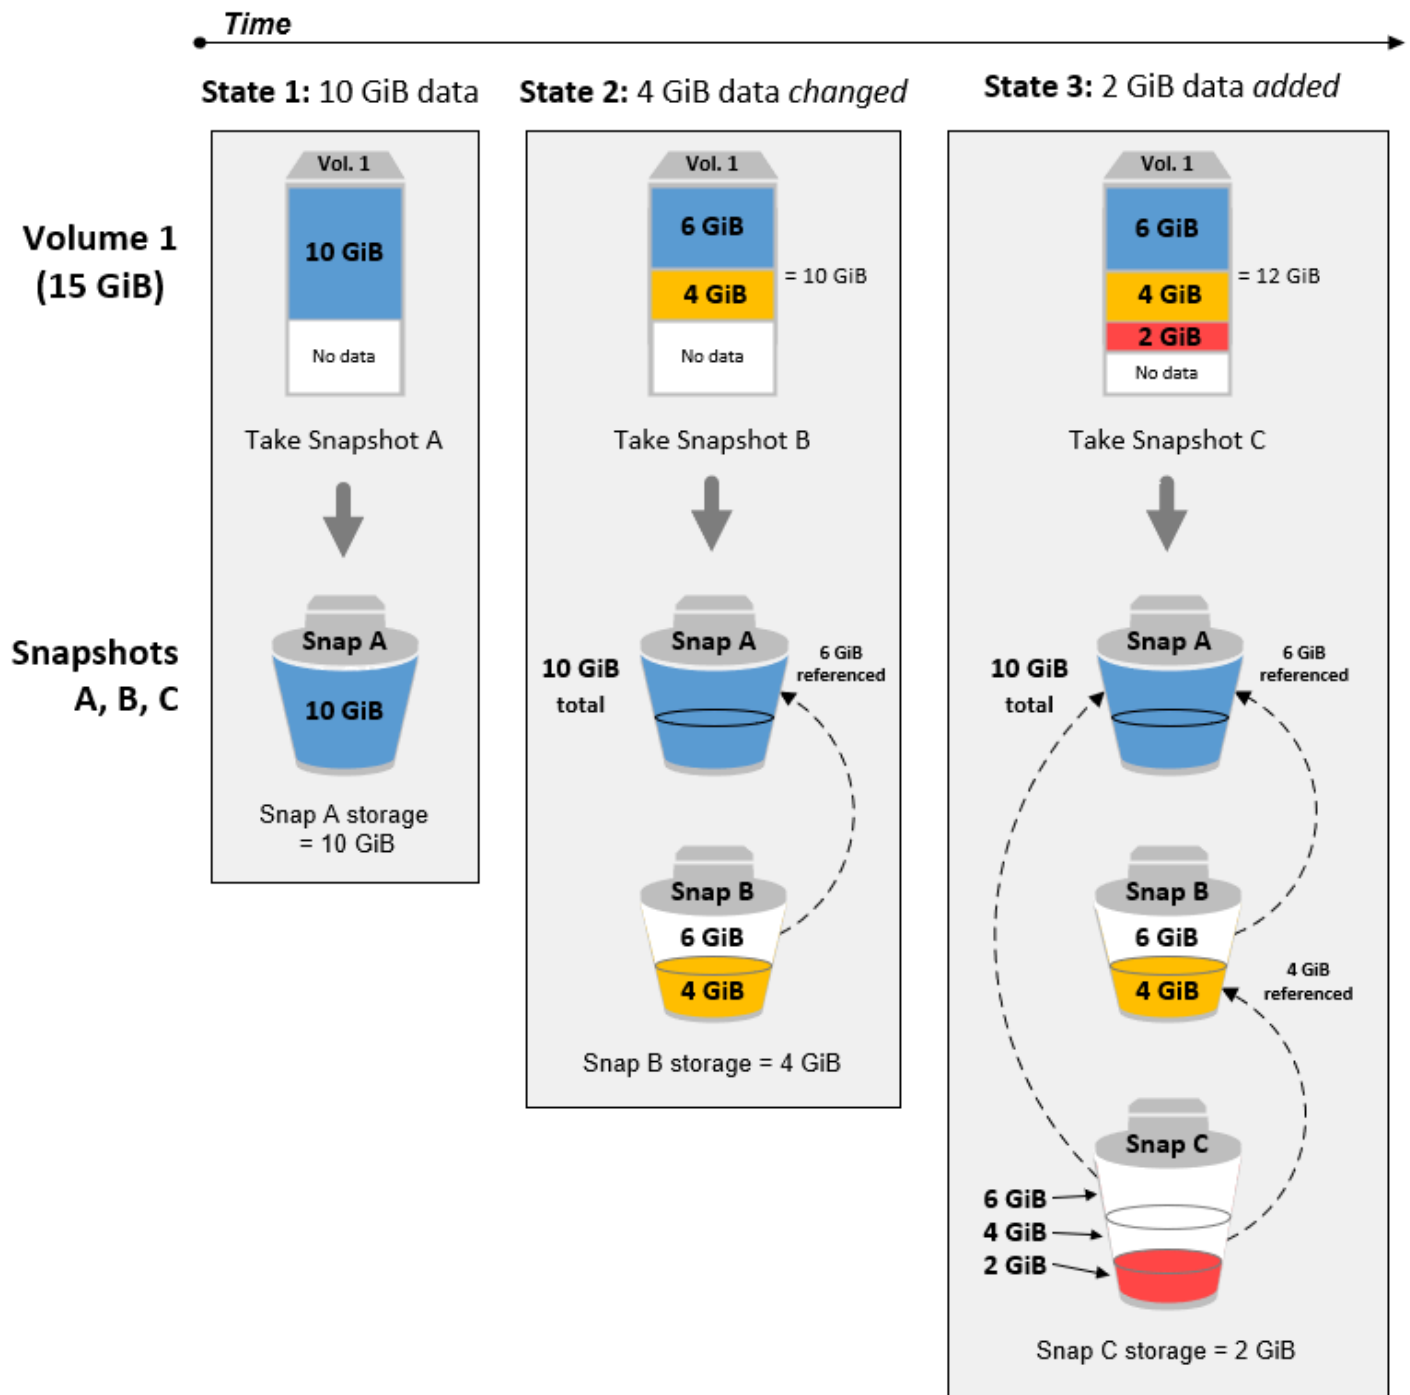 Time
State 1: 10 GiB data
State 2: 4 GiB data changed
State 3: 2 GiB data added
Volume 1
(15 GiB)
Vol. 1
10 GiB
No data
Take Snapshot A
Vol. 1
6 GiB
4 GiB
= 10 GiB
No data
Take Snapshot B
Vol. 1
6 GiB
4 GiB
= 12 GiB
2 GiB
No data
Take Snapshot C
Snapshots
A, B, C
Snap A
10 GiB
Snap A storage
= 10 GiB
Snap A
10 GiB
total
6 GiB
referenced
Snap B
6 GiB
4 GiB
Snap B storage = 4 GiB
Snap A
10 GiB
total
6 GiB
referenced
Snap B
6 GiB
4 GiB
4 GiB
referenced
Snap C
6 GiB
4 GiB
2 GiB
Snap C storage = 2 GiB